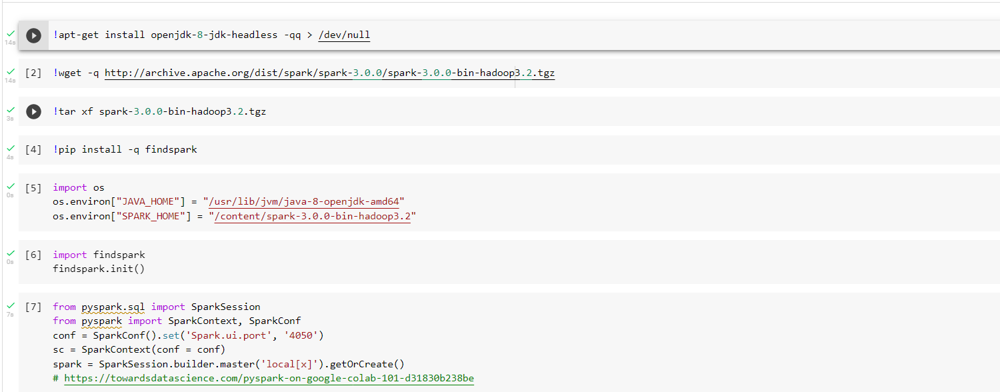 14s
!apt-get install openjdk-8-jdk-headless -qq > /dev/null
14s
[2] !wget -q http://archive.apache.org/dist/spark/spark-3.0.0/spark-3.0.0-bin-hadoop3.2.tgz
3s
!tar xf spark-3.0.0-bin-hadoop3.2.tgz
4s
[4] !pip install -q findspark
0s
[5] import os
os.environ["JAVA_HOME"] = "/usr/lib/jvm/java-8-openjdk-amd64"
os.environ["SPARK_HOME"] = "/content/spark-3.0.0-bin-hadoop3.2"
0s
[6] import findspark
findspark.init()
7s
[7] from pyspark.sql import SparkSession
from pyspark import SparkContext, SparkConf
conf = SparkConf().set('Spark.ui.port', '4050')
sc = SparkContext(conf = conf)
spark = SparkSession.builder.master('local[x]').getOrCreate()
# https://towardsdatascience.com/pyspark-on-google-colab-101-d31830b238be